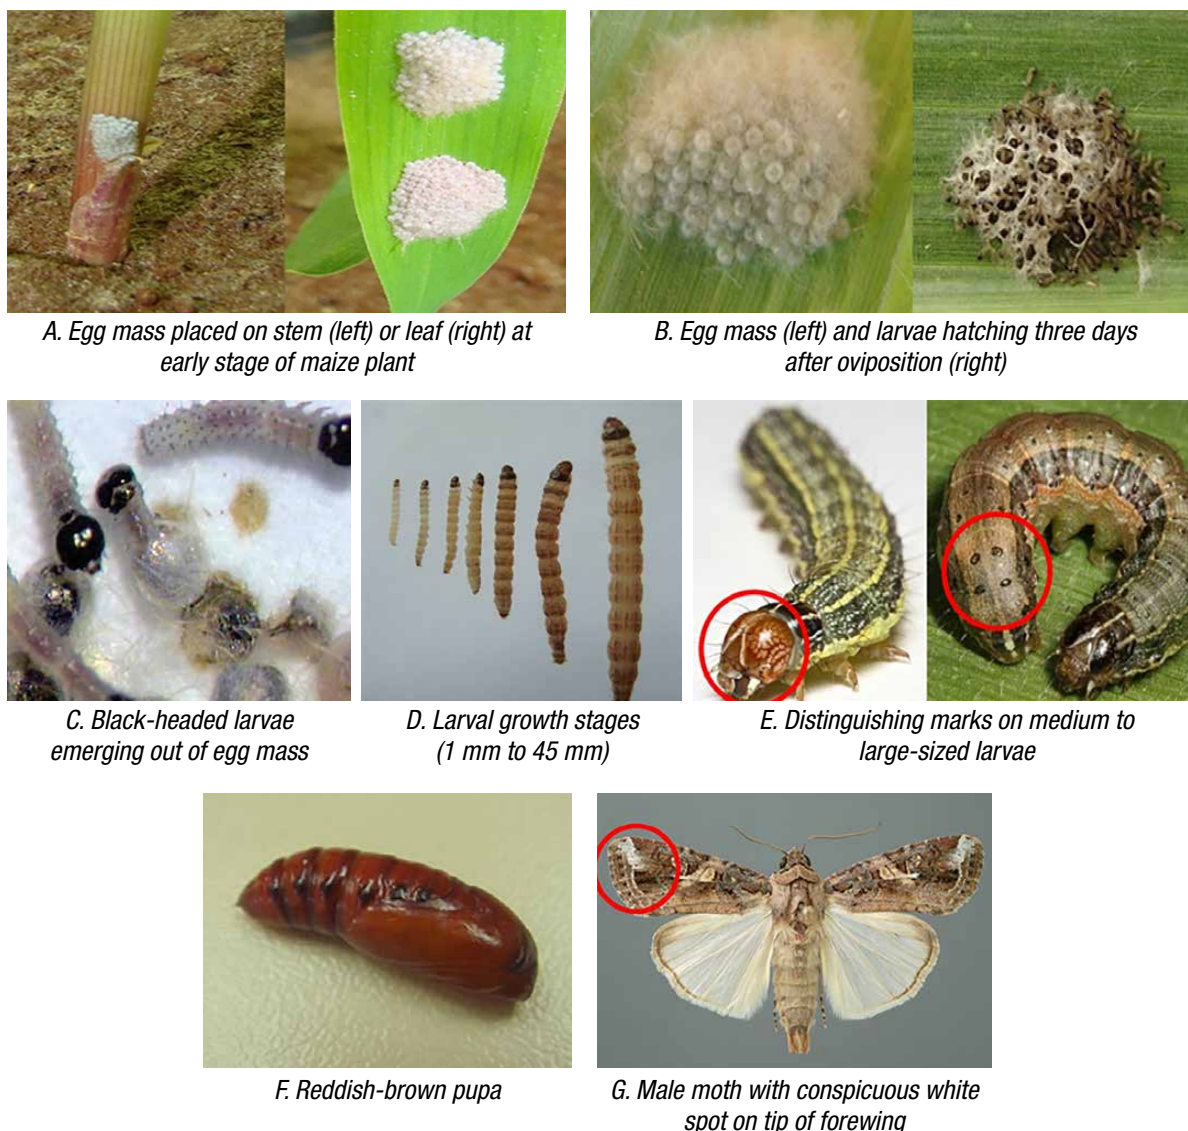 A. Egg mass placed on stem (left) or leaf (right) at
early stage of maize plant
B. Egg mass (left) and larvae hatching three days
after oviposition (right)
C. Black-headed larvae
emerging out of egg mass
D. Larval growth stages
(1 mm to 45 mm)
E. Distinguishing marks on medium to
large-sized larvae
F. Reddish-brown pupa
G. Male moth with conspicuous white
spot on tip of forewing